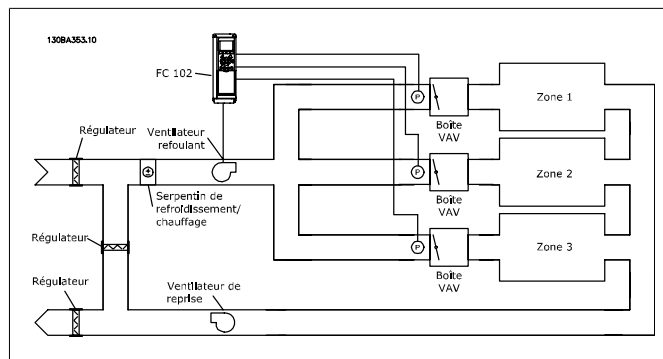 130BA353.10
FC 102
Régulateur
Ventilateur
refoulant
Serpentin de
refroidissement/
chauffage
Régulateur
Régulateur
Ventilateur de
reprise
P
Boîte
VAV
Zone 1
P
Boîte
VAV
Zone 2
P
Boîte
VAV
Zone 3